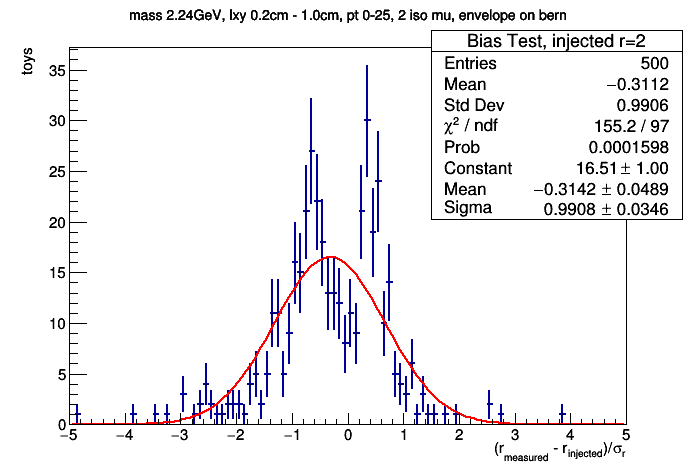 mass 2.24GeV, lxy 0.2cm - 1.0cm, pt 0-25, 2 iso mu, envelope on bern
Bias Test, injected r=2
Entries 500
Mean −0.3112
Std Dev 0.9906
χ² / ndf 155.2 / 97
Prob 0.0001598
Constant 16.51 ± 1.00
Mean −0.3142 ± 0.0489
Sigma 0.9908 ± 0.0346
toys
35
30
25
20
15
10
5
0
−5 −4 −3 −2 −1 0 1 2 3 4 5
(r_measured - r_injected)/σ_r